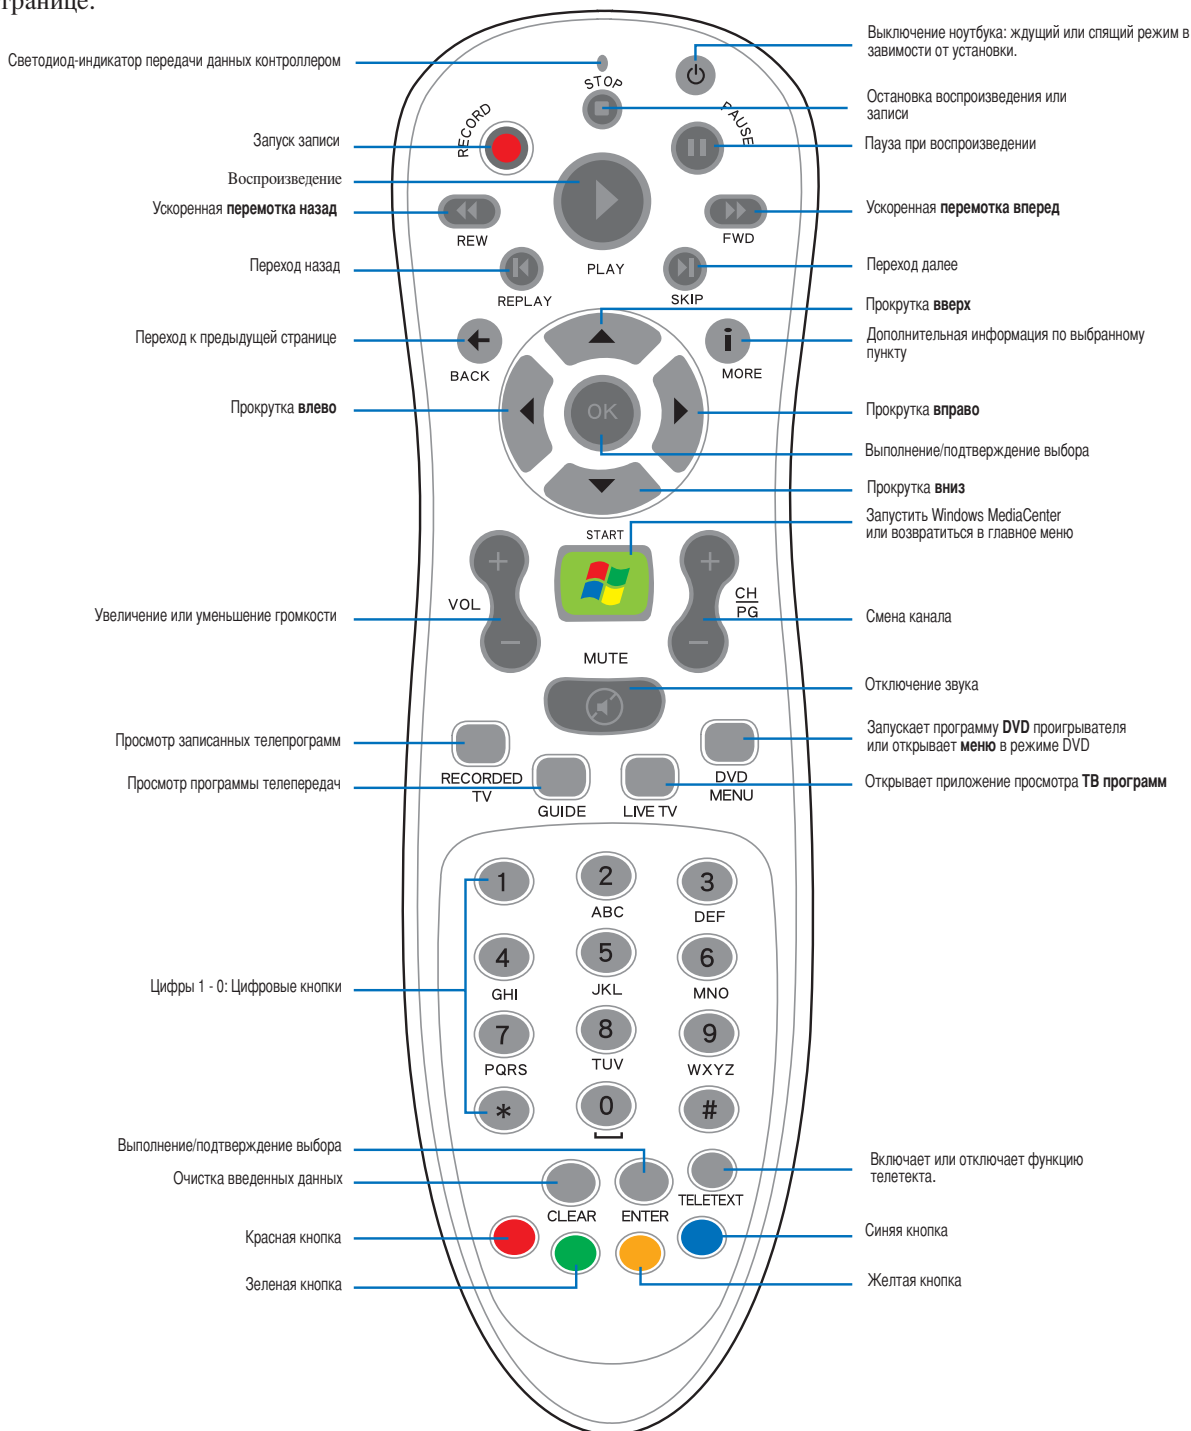 транице.
Светодиод-индикатор передачи данных контроллером
Выключение ноутбука: ждущий или спящий режим в
завимости от установки.
STOP
Остановка воспроизведения или
записи
RECORD
PAUSE
Запуск записи
Пауза при воспроизведении
Воспроизведение
Ускоренная перемотка назад
Ускоренная перемотка вперед
REW
FWD
Переход назад
PLAY
Переход далее
REPLAY
SKIP
Прокрутка вверх
Переход к предыдущей странице
i
Дополнительная информация по выбранному
пункту
BACK
MORE
Прокрутка влево
OK
Прокрутка вправо
Выполнение/подтверждение выбора
Прокрутка вниз
START
Запустить Windows MediaCenter
или возвратиться в главное меню
+
+
VOL
CH
PG
Увеличение или уменьшение громкости
Смена канала
−
−
MUTE
Отключение звука
Просмотр записанных телепрограмм
Запускает программу DVD проигрывателя
или открывает меню в режиме DVD
RECORDED
TV
DVD
MENU
Просмотр программы телепередач
Открывает приложение просмотра ТВ программ
GUIDE
LIVE TV
1
2
3
ABC
DEF
4
5
6
GHI
JKL
MNO
Цифры 1 - 0: Цифровые кнопки
7
8
9
PQRS
TUV
WXYZ
*
0
#
Выполнение/подтверждение выбора
Включает или отключает функцию
телетекта.
Очистка введенных данных
TELETEXT
CLEAR
ENTER
Красная кнопка
Синяя кнопка
Зеленая кнопка
Желтая кнопка